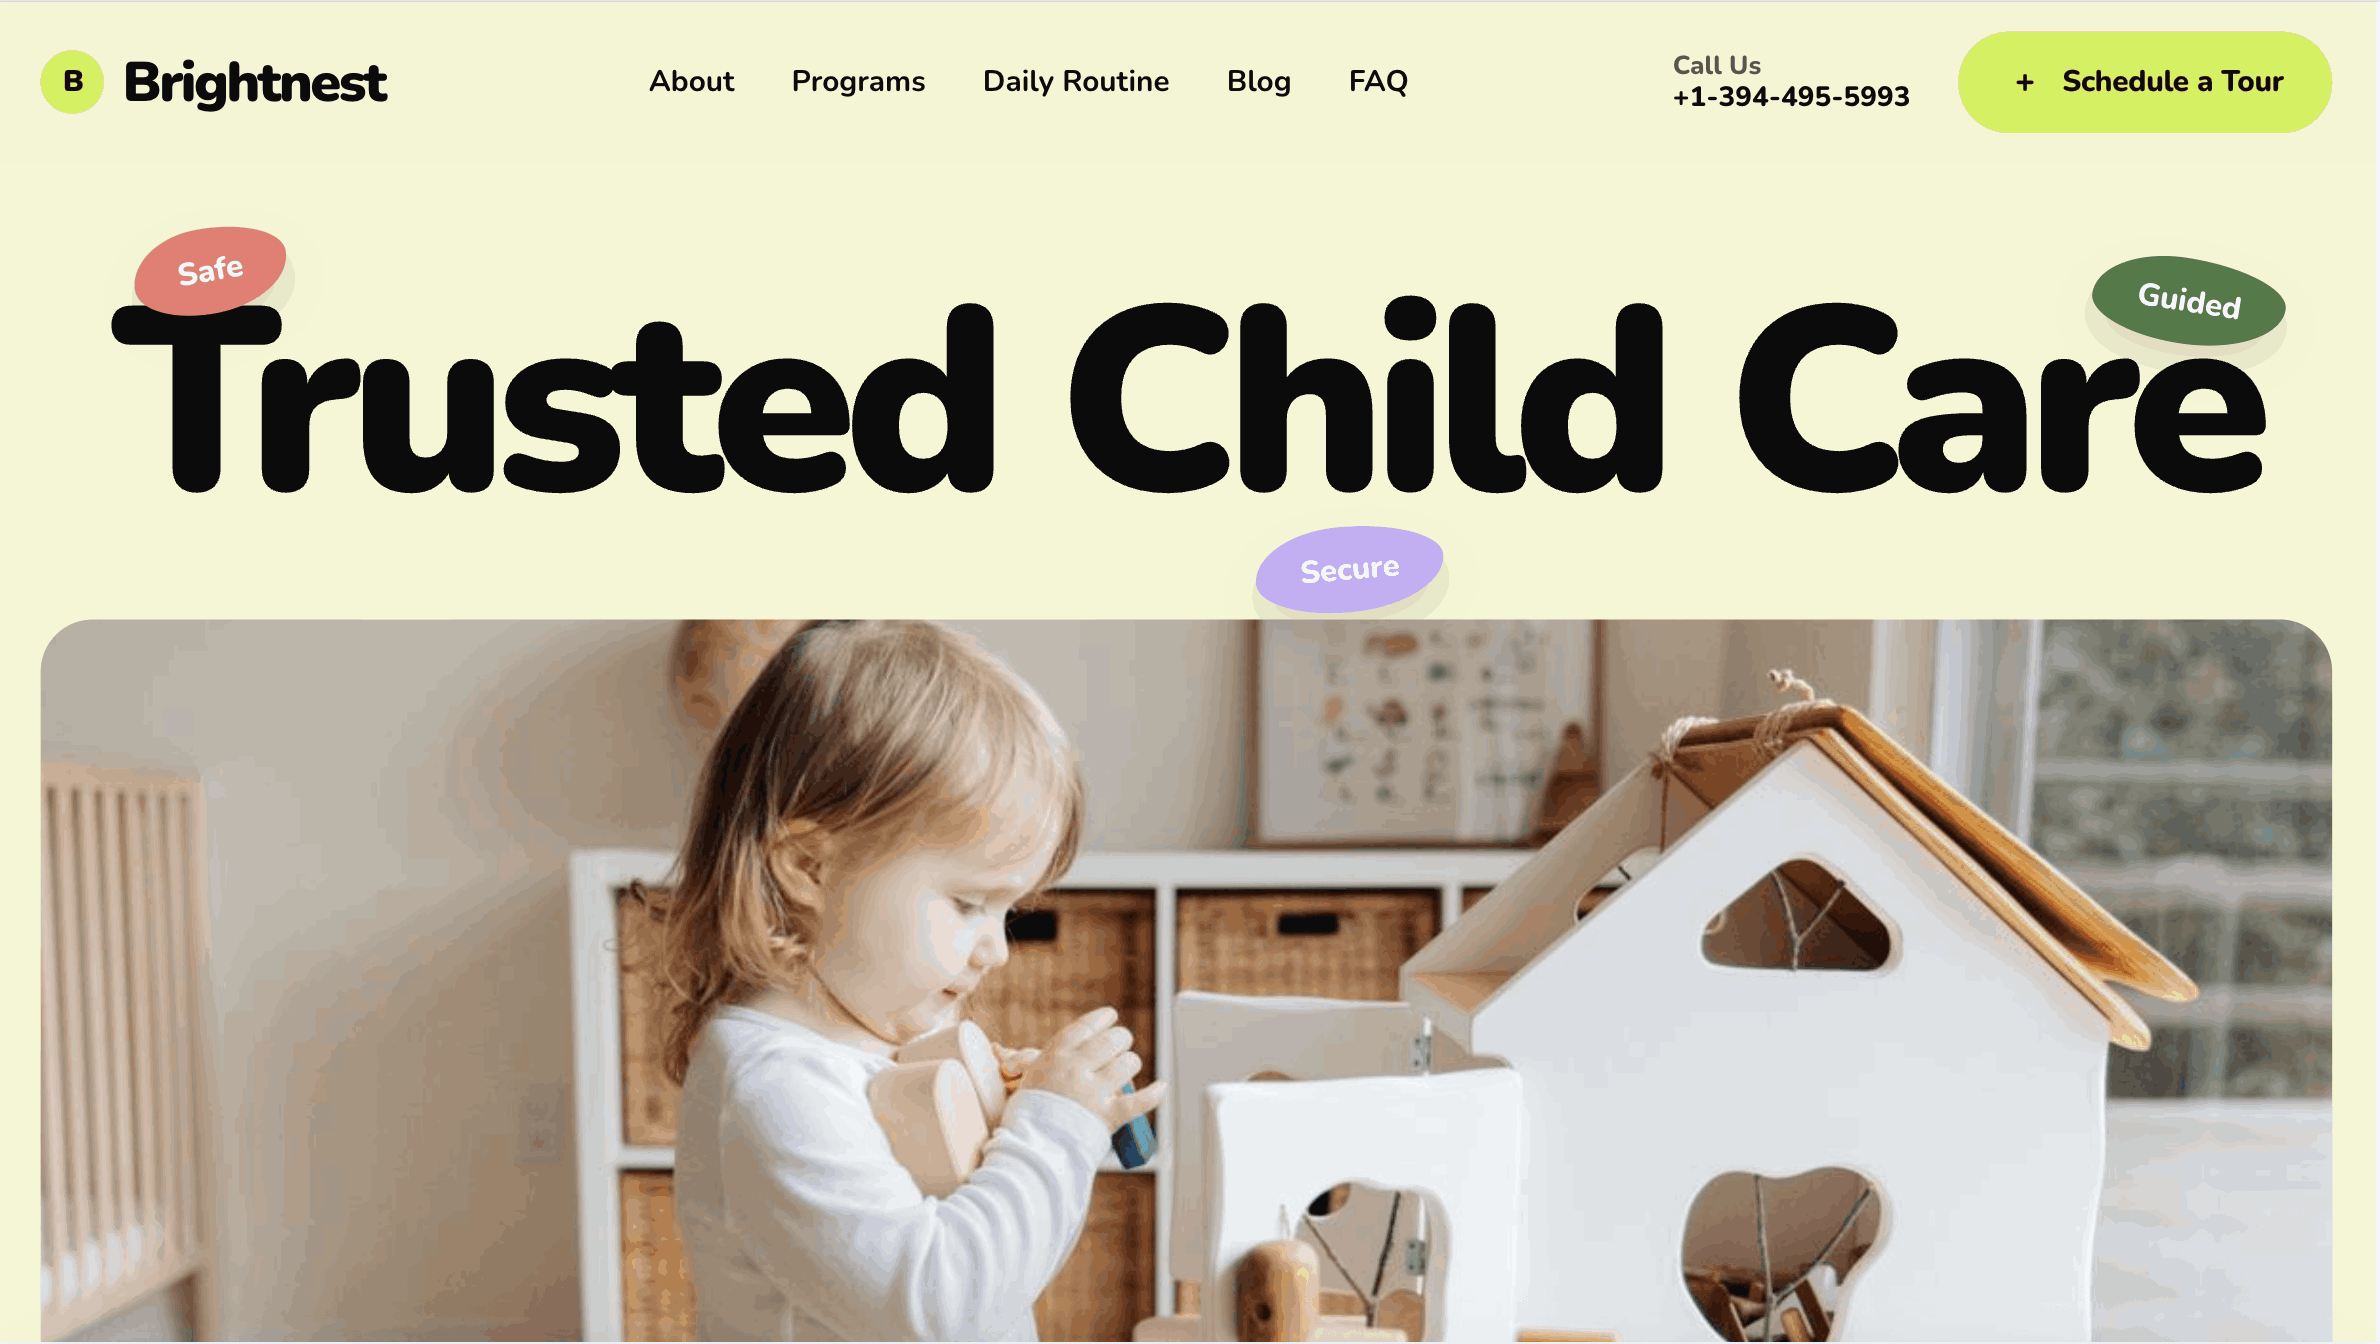 B Brightnest
About Programs Daily Routine Blog FAQ
Call Us
+1-394-495-5993
+ Schedule a Tour
Safe
Guided
Trusted Child Care
Secure